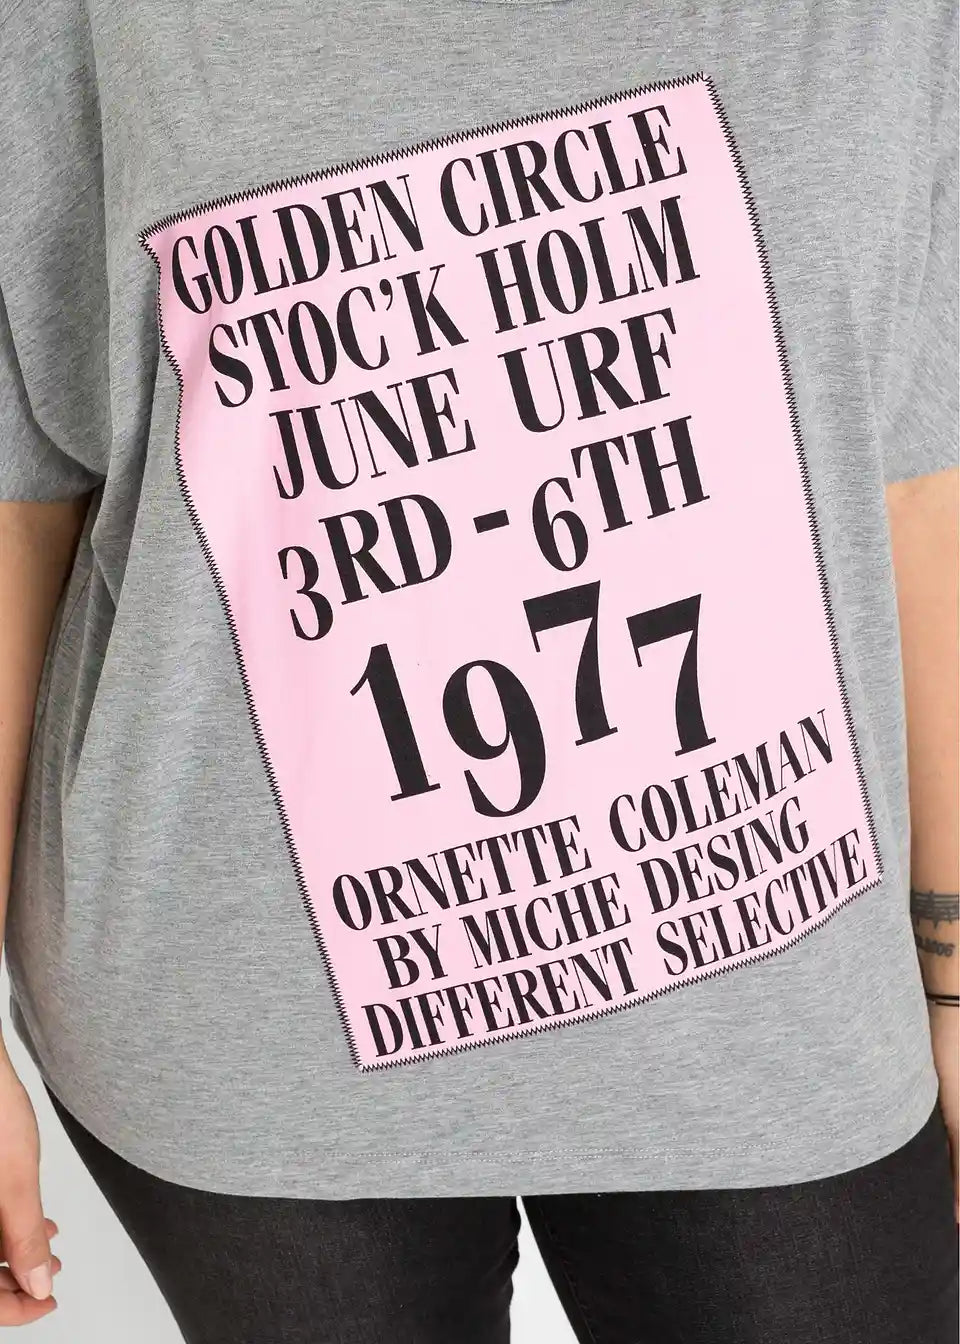 GOLDEN CIRCLE
STOC'K HOLM
JUNE URF
3RD - 6TH
1977
ORNETTE COLEMAN
BY MICHE DESING
DIFFERENT SELECTIVE